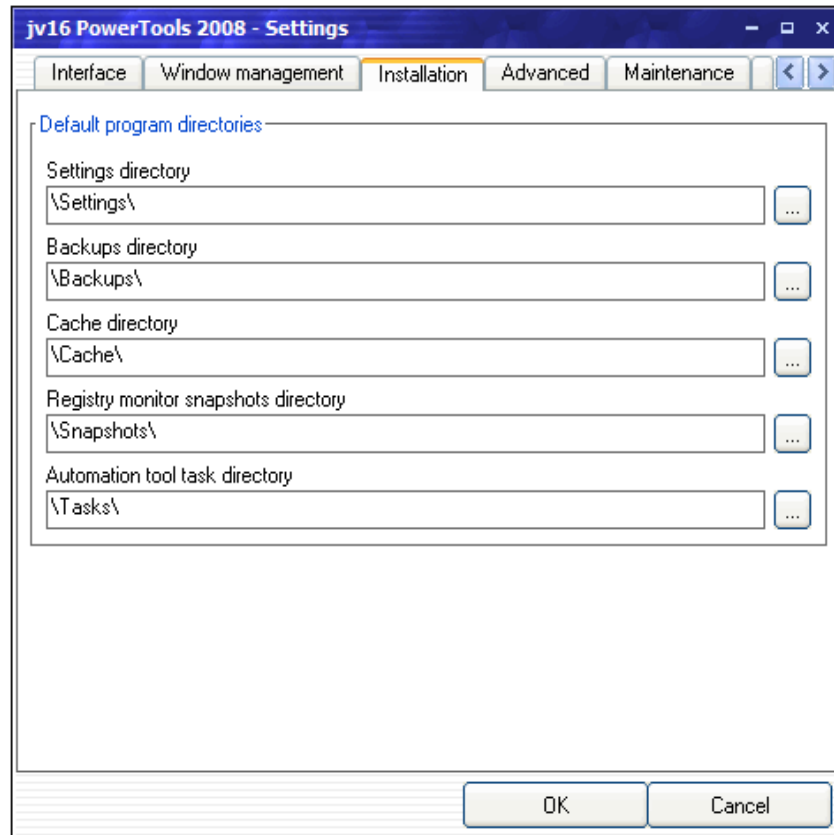 jv16 PowerTools 2008 - Settings
Interface Window management Installation Advanced Maintenance
Default program directories
Settings directory
\Settings\
...
Backups directory
\Backups\
...
Cache directory
\Cache\
...
Registry monitor snapshots directory
\Snapshots\
...
Automation tool task directory
\Tasks\
...
OK Cancel